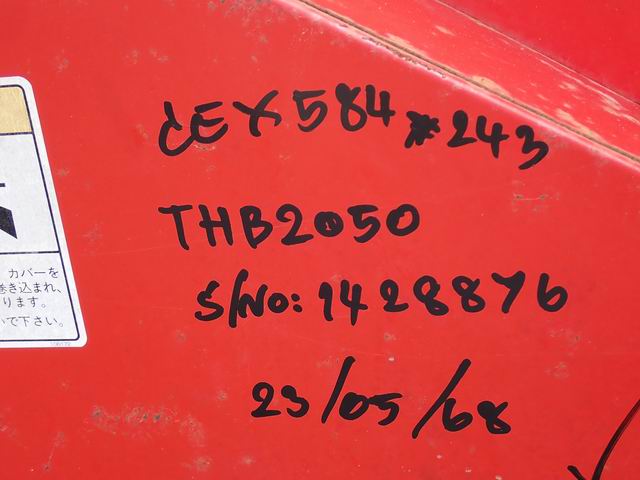 カバーを
巻き込まれ、
ります。
いで下さい。
CEX584 #243
THB2050
S/No: 1428876
23/05/68